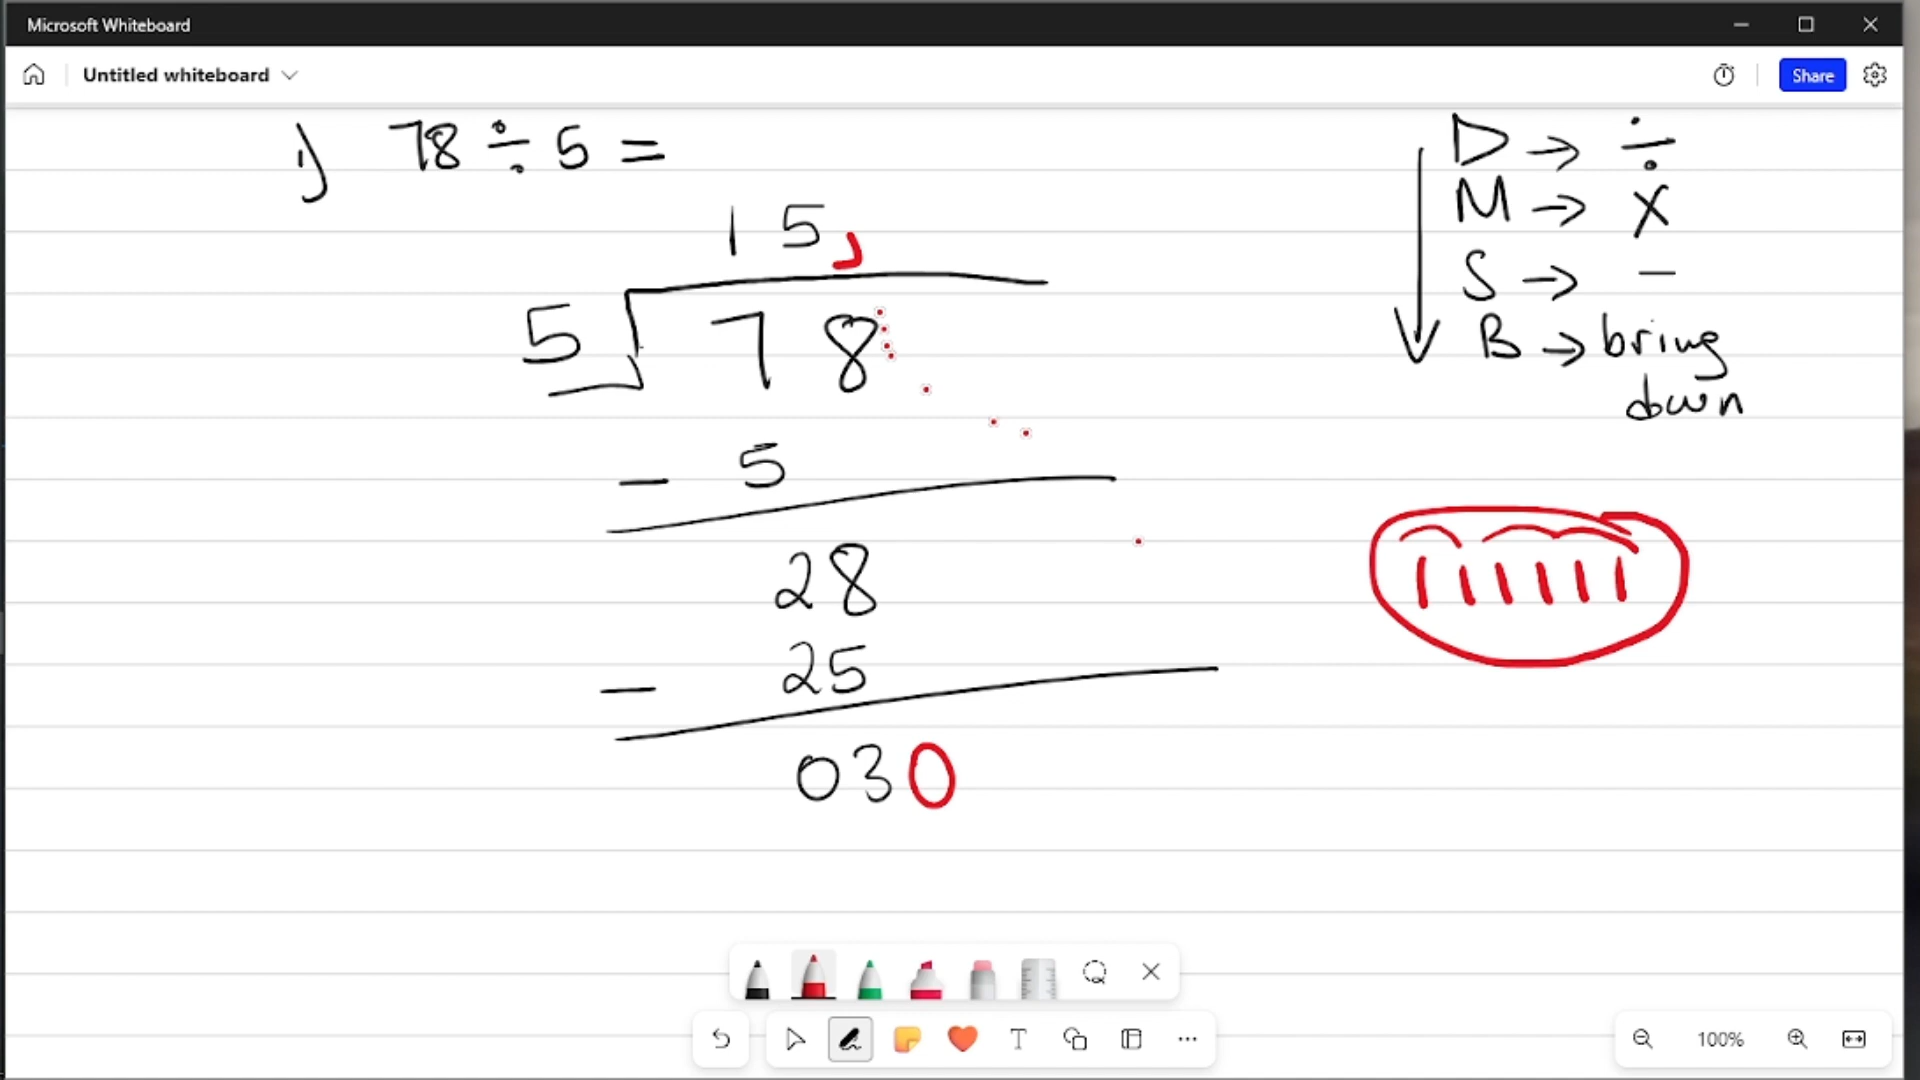 Microsoft Whiteboard
Untitled whiteboard
Share
1) 78 ÷ 5 =
15,
5 78
- 5
28
- 25
030
D → ÷
M → X
S → -
B → bring
down
T
100%